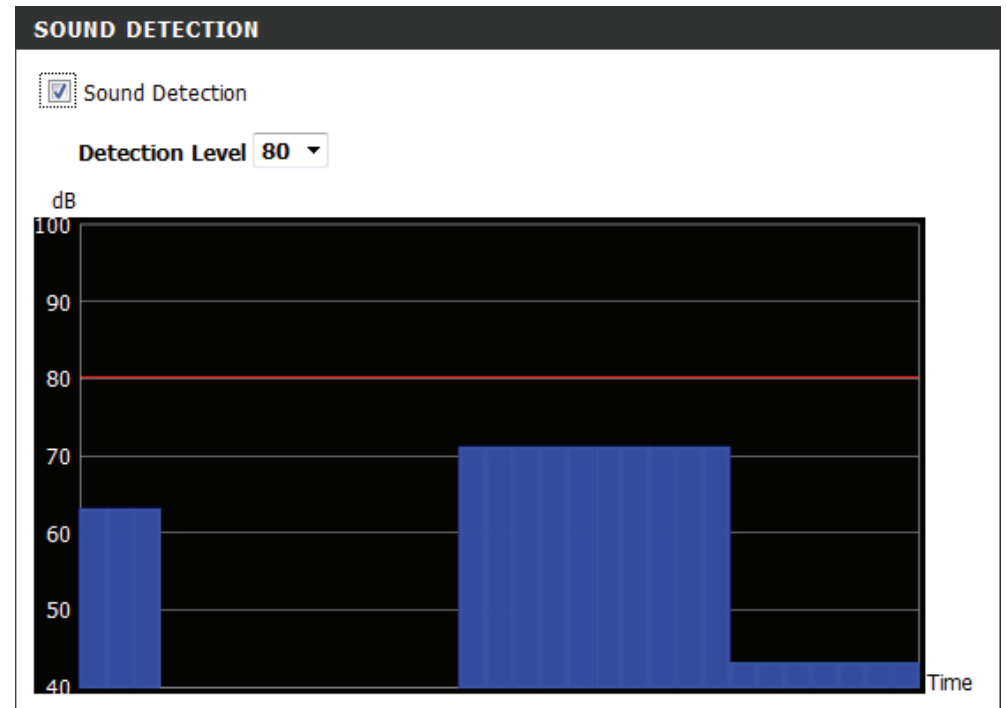 SOUND DETECTION
Sound Detection
Detection Level 80
dB
100
90
80
70
60
50
40
Time